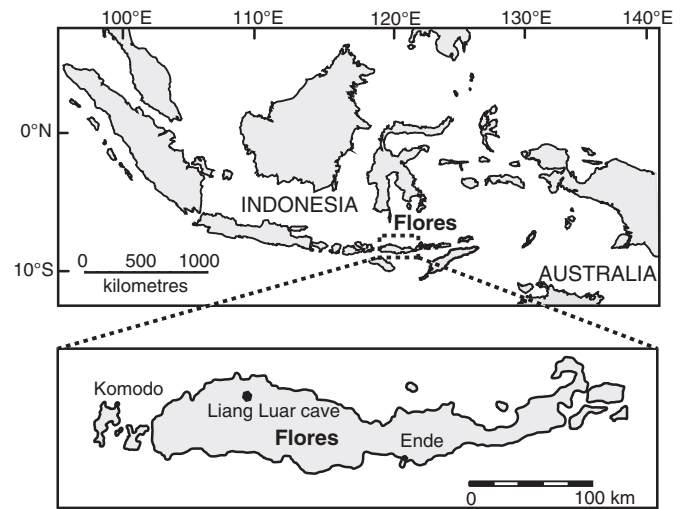 100°E 110°E 120°E 130°E 140°E
0°N
INDONESIA
Flores
10°S
0 500 1000
kilometres
AUSTRALIA
Komodo
Liang Luar cave
Flores
Ende
0 100 km